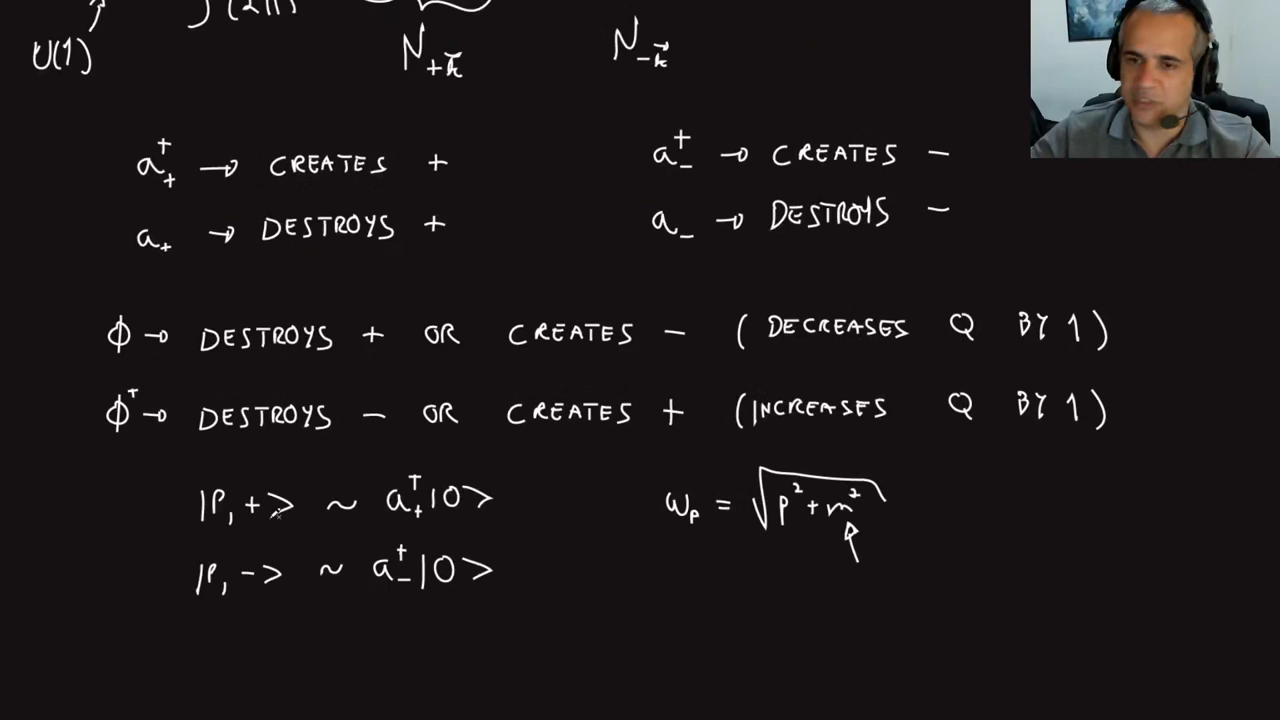 U(1) ∫(2π)
N₊ₖ⃗ N₋ₖ⃗
a₊† → CREATES + a₋† → CREATES −
a₊ → DESTROYS + a₋ → DESTROYS −
ϕ → DESTROYS + OR CREATES − (DECREASES Q BY 1)
ϕ† → DESTROYS − OR CREATES + (INCREASES Q BY 1)
|P, +> ~ a₊†|0> ωₚ = √(p² + m²)
|P, −> ~ a₋†|0>